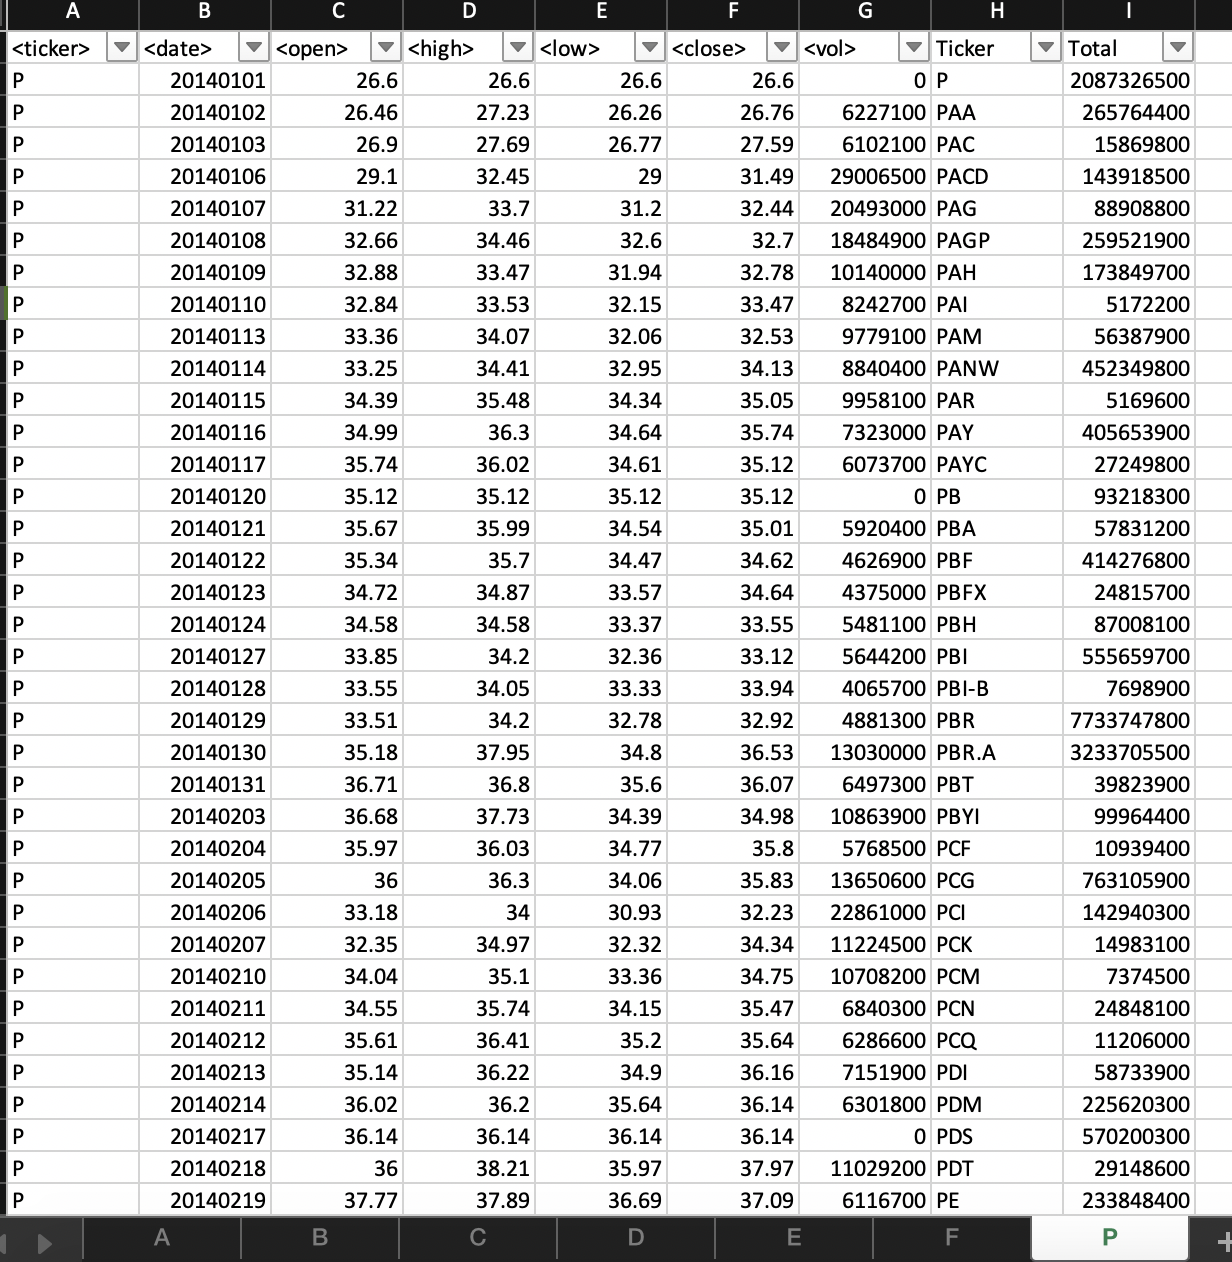 A B C D E F G H I
<ticker> <date> <open> <high> <low> <close> <vol> Ticker Total
P 20140101 26.6 26.6 26.6 26.6 0 P 2087326500
P 20140102 26.46 27.23 26.26 26.76 6227100 PAA 265764400
P 20140103 26.9 27.69 26.77 27.59 6102100 PAC 15869800
P 20140106 29.1 32.45 29 31.49 29006500 PACD 143918500
P 20140107 31.22 33.7 31.2 32.44 20493000 PAG 88908800
P 20140108 32.66 34.46 32.6 32.7 18484900 PAGP 259521900
P 20140109 32.88 33.47 31.94 32.78 10140000 PAH 173849700
P 20140110 32.84 33.53 32.15 33.47 8242700 PAI 5172200
P 20140113 33.36 34.07 32.06 32.53 9779100 PAM 56387900
P 20140114 33.25 34.41 32.95 34.13 8840400 PANW 452349800
P 20140115 34.39 35.48 34.34 35.05 9958100 PAR 5169600
P 20140116 34.99 36.3 34.64 35.74 7323000 PAY 405653900
P 20140117 35.74 36.02 34.61 35.12 6073700 PAYC 27249800
P 20140120 35.12 35.12 35.12 35.12 0 PB 93218300
P 20140121 35.67 35.99 34.54 35.01 5920400 PBA 57831200
P 20140122 35.34 35.7 34.47 34.62 4626900 PBF 414276800
P 20140123 34.72 34.87 33.57 34.64 4375000 PBFX 24815700
P 20140124 34.58 34.58 33.37 33.55 5481100 PBH 87008100
P 20140127 33.85 34.2 32.36 33.12 5644200 PBI 555659700
P 20140128 33.55 34.05 33.33 33.94 4065700 PBI-B 7698900
P 20140129 33.51 34.2 32.78 32.92 4881300 PBR 7733747800
P 20140130 35.18 37.95 34.8 36.53 13030000 PBR.A 3233705500
P 20140131 36.71 36.8 35.6 36.07 6497300 PBT 39823900
P 20140203 36.68 37.73 34.39 34.98 10863900 PBYI 99964400
P 20140204 35.97 36.03 34.77 35.8 5768500 PCF 10939400
P 20140205 36 36.3 34.06 35.83 13650600 PCG 763105900
P 20140206 33.18 34 30.93 32.23 22861000 PCI 142940300
P 20140207 32.35 34.97 32.32 34.34 11224500 PCK 14983100
P 20140210 34.04 35.1 33.36 34.75 10708200 PCM 7374500
P 20140211 34.55 35.74 34.15 35.47 6840300 PCN 24848100
P 20140212 35.61 36.41 35.2 35.64 6286600 PCQ 11206000
P 20140213 35.14 36.22 34.9 36.16 7151900 PDI 58733900
P 20140214 36.02 36.2 35.64 36.14 6301800 PDM 225620300
P 20140217 36.14 36.14 36.14 36.14 0 PDS 570200300
P 20140218 36 38.21 35.97 37.97 11029200 PDT 29148600
P 20140219 37.77 37.89 36.69 37.09 6116700 PE 233848400
A B C D E F P +